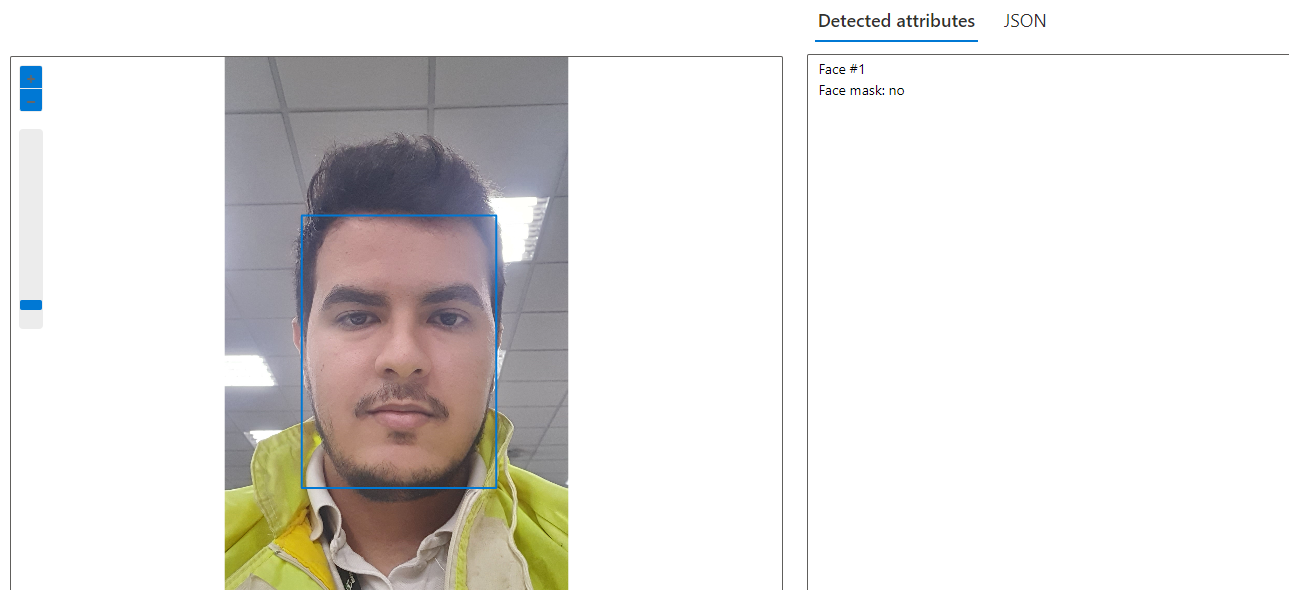 Detected attributes JSON
+
-
Face #1
Face mask: no